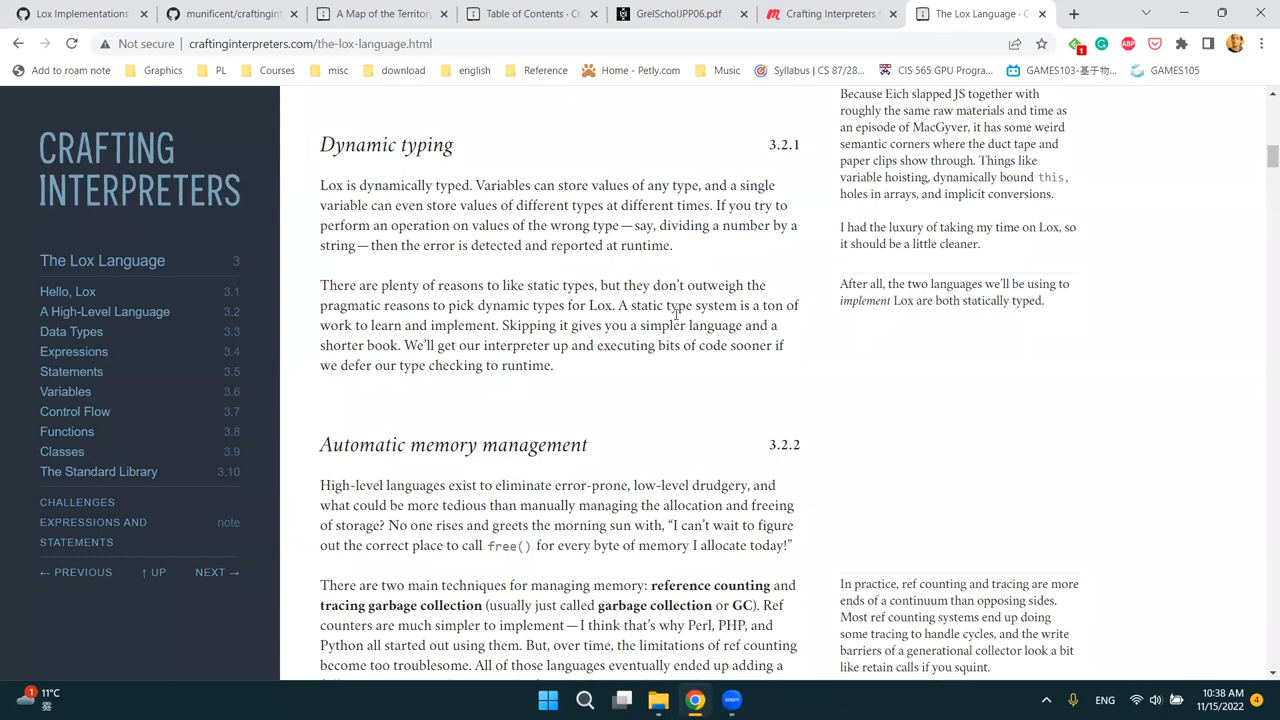 Lox Implementations
munificent/craftingint
A Map of the Territory
Table of Contents · Cr
GrelSchoUPP06.pdf
Crafting Interpreters
The Lox Language · C
Not secure
craftinginterpreters.com/the-lox-language.html
1
Add to roam note
Graphics
PL
Courses
misc
download
english
Reference
Home - Petly.com
Music
Syllabus | CS 87/28...
CIS 565 GPU Progra...
GAMES103-基于物...
GAMES105
CRAFTING
INTERPRETERS
The Lox Language 3
Hello, Lox 3.1
A High-Level Language 3.2
Data Types 3.3
Expressions 3.4
Statements 3.5
Variables 3.6
Control Flow 3.7
Functions 3.8
Classes 3.9
The Standard Library 3.10
CHALLENGES
EXPRESSIONS AND note
STATEMENTS
← PREVIOUS ↑ UP NEXT →
Dynamic typing 3.2.1
Lox is dynamically typed. Variables can store values of any type, and a single
variable can even store values of different types at different times. If you try to
perform an operation on values of the wrong type—say, dividing a number by a
string—then the error is detected and reported at runtime.
There are plenty of reasons to like static types, but they don't outweigh the
pragmatic reasons to pick dynamic types for Lox. A static type system is a ton of
work to learn and implement. Skipping it gives you a simpler language and a
shorter book. We'll get our interpreter up and executing bits of code sooner if
we defer our type checking to runtime.
Automatic memory management 3.2.2
High-level languages exist to eliminate error-prone, low-level drudgery, and
what could be more tedious than manually managing the allocation and freeing
of storage? No one rises and greets the morning sun with, “I can't wait to figure
out the correct place to call free() for every byte of memory I allocate today!”
There are two main techniques for managing memory: reference counting and
tracing garbage collection (usually just called garbage collection or GC). Ref
counters are much simpler to implement—I think that's why Perl, PHP, and
Python all started out using them. But, over time, the limitations of ref counting
become too troublesome. All of those languages eventually ended up adding a
Because Eich slapped JS together with
roughly the same raw materials and time as
an episode of MacGyver, it has some weird
semantic corners where the duct tape and
paper clips show through. Things like
variable hoisting, dynamically bound this,
holes in arrays, and implicit conversions.
I had the luxury of taking my time on Lox, so
it should be a little cleaner.
After all, the two languages we'll be using to
implement Lox are both statically typed.
In practice, ref counting and tracing are more
ends of a continuum than opposing sides.
Most ref counting systems end up doing
some tracing to handle cycles, and the write
barriers of a generational collector look a bit
like retain calls if you squint.
1
11°C
雾
zoom
ENG
10:38 AM
11/15/2022
4